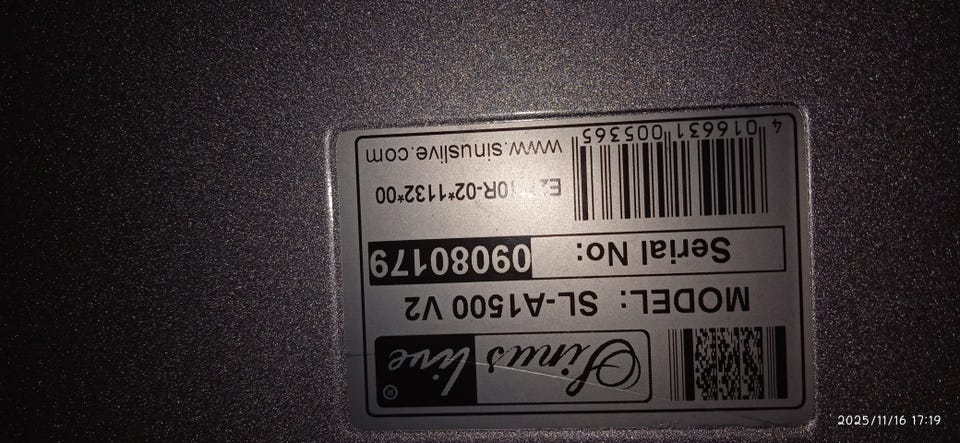 Sinus live ®
MODEL: SL-A1500 V2
Serial No: 09080179
10R-02*1132*00
www.sinuslive.com
4 016631 005365
2025/11/16 17:19